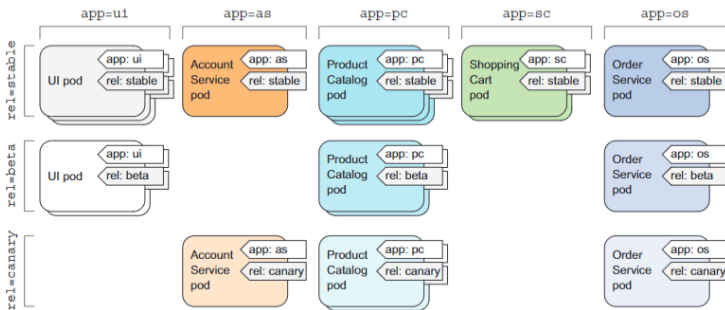 app=ui app=as app=pc app=sc app=os
rel=stable
UI pod
app: ui
rel: stable
Account
Service
pod
app: as
rel: stable
Product
Catalog
pod
app: pc
rel: stable
Shopping
Cart
pod
app: sc
rel: stable
Order
Service
pod
app: os
rel: stable
rel=beta
UI pod
app: ui
rel: beta
Product
Catalog
pod
app: pc
rel: beta
Order
Service
pod
app: os
rel: beta
rel=canary
Account
Service
pod
app: as
rel: canary
Product
Catalog
pod
app: pc
rel: canary
Order
Service
pod
app: os
rel: canary